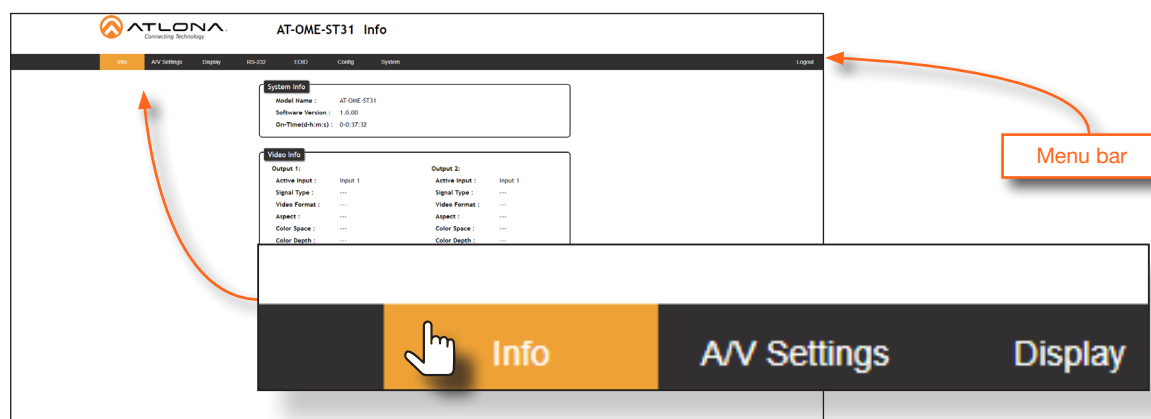 ATLONA.
Connecting Technology
AT-OME-ST31 Info
Info A/V Settings Display RS-232 EDID Config System Logout
System Info
Model Name : AT-OME-ST31
Software Version : 1.0.00
On-Time(d-h:m:s) : 0-0:37:32
Menu bar
Video Info
Output 1: Output 2:
Active Input : Input 1 Active Input : Input 1
Signal Type : --- Signal Type : ---
Video Format : --- Video Format : ---
Aspect : --- Aspect : ---
Color Space : --- Color Space : ---
Color Depth : --- Color Depth : ---
Info A/V Settings Display